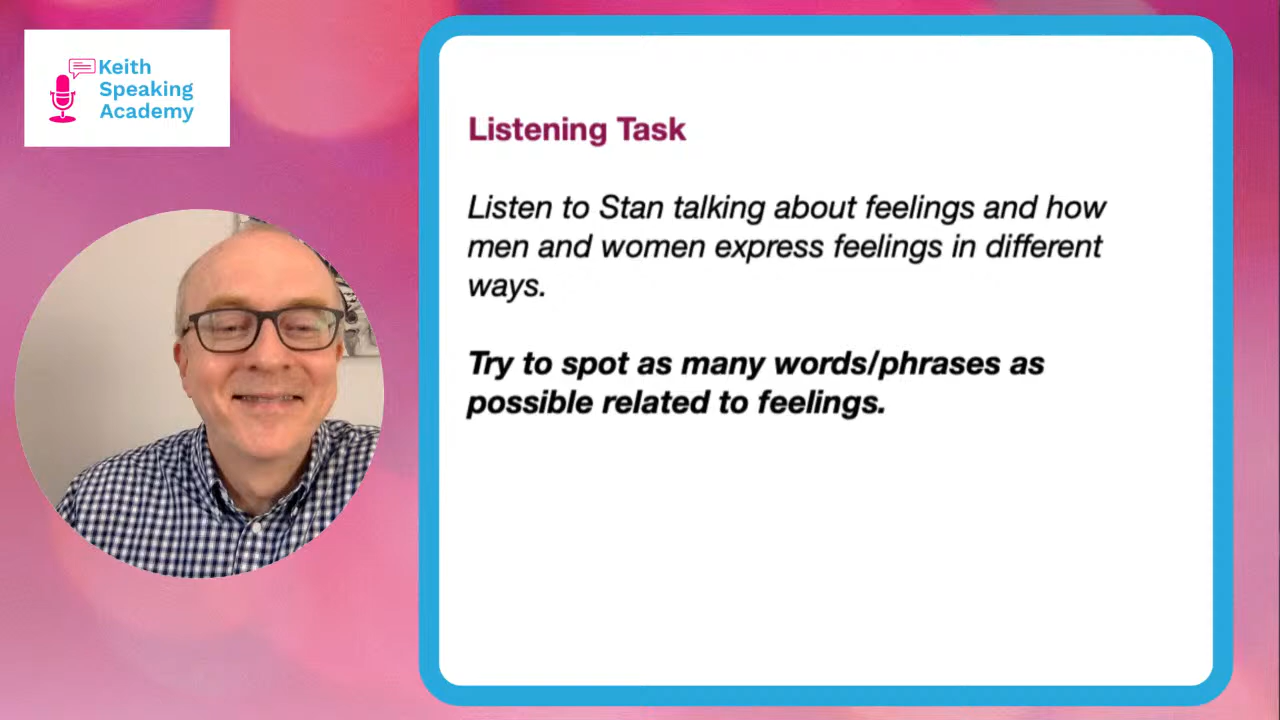 Keith
Speaking
Academy
Listening Task
Listen to Stan talking about feelings and how
men and women express feelings in different
ways.
Try to spot as many words/phrases as
possible related to feelings.